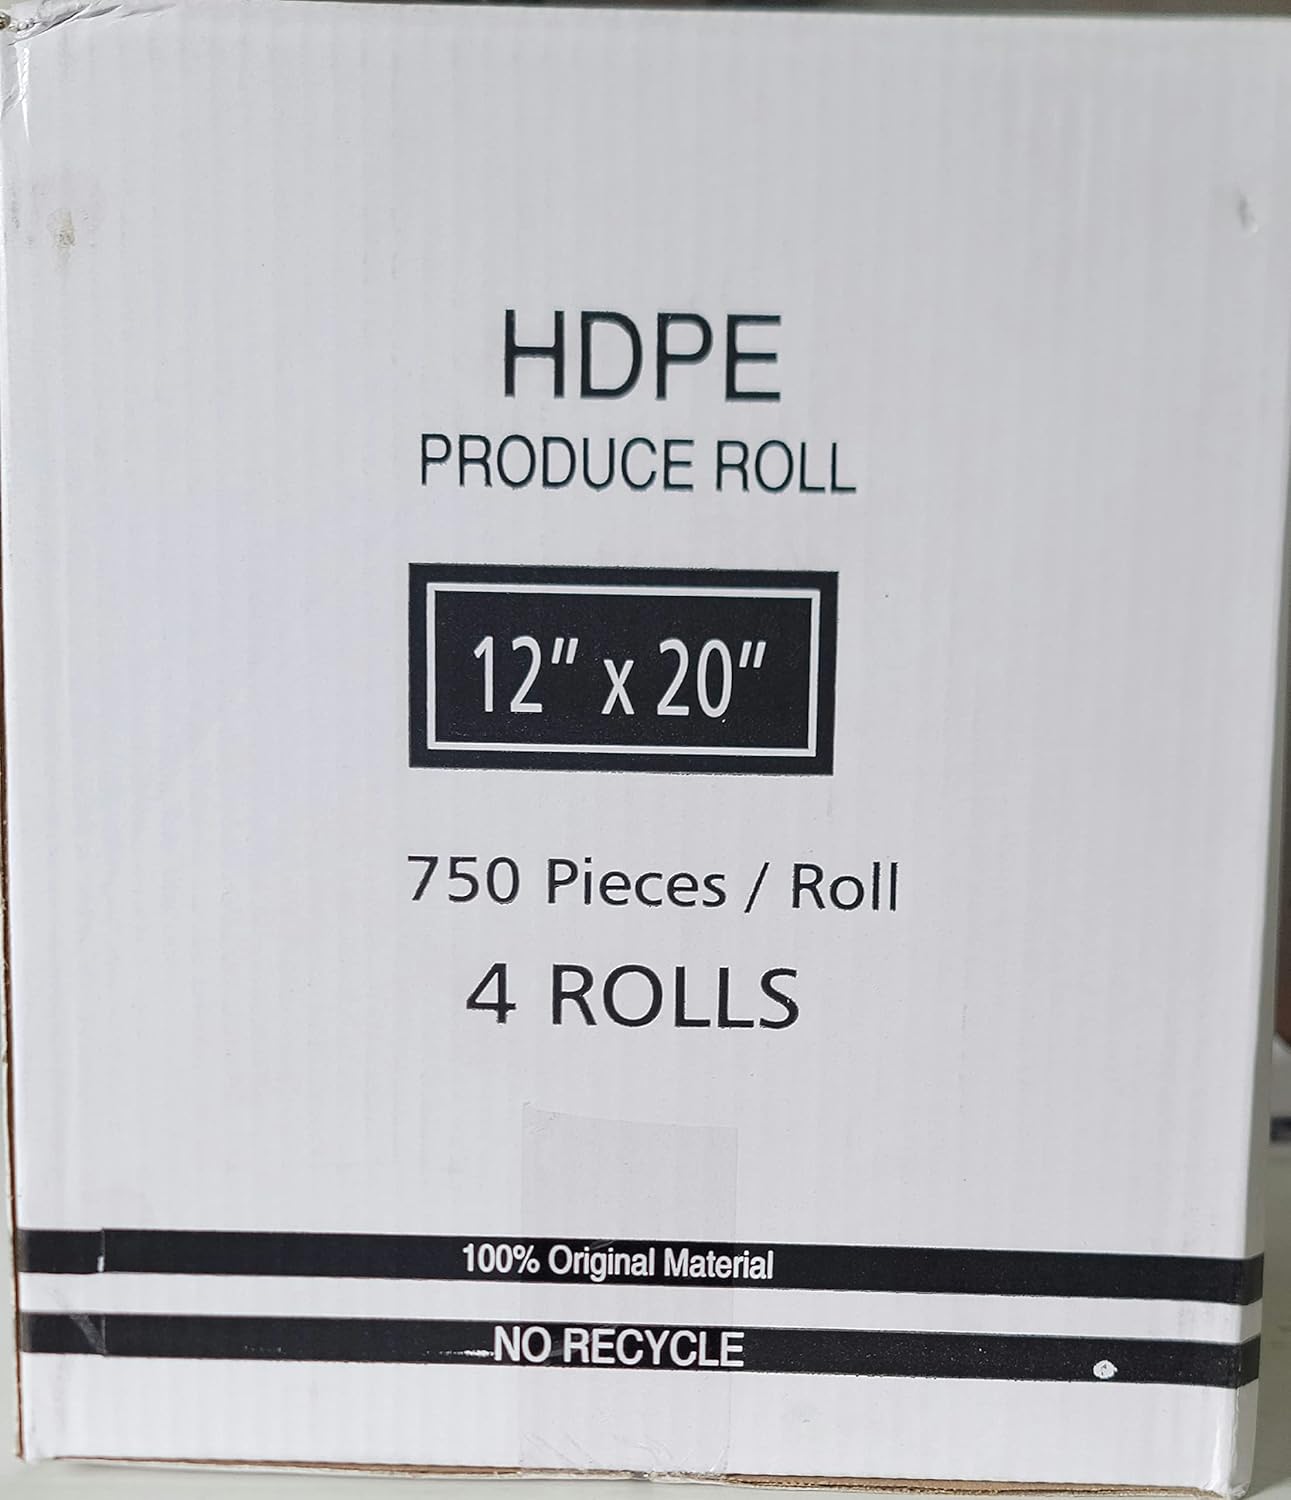 HDPE
PRODUCE ROLL
12” x 20”
750 Pieces / Roll
4 ROLLS
100% Original Material
NO RECYCLE